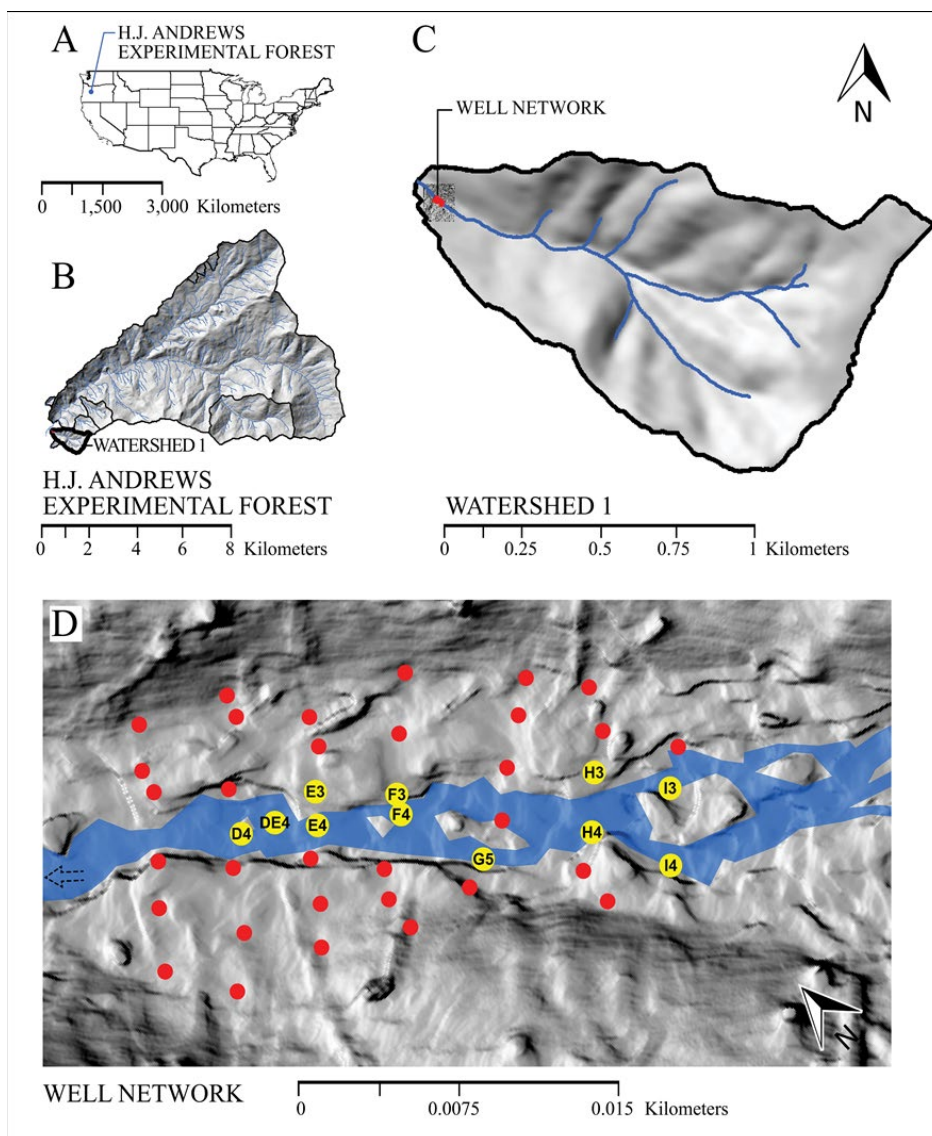 A
H.J. ANDREWS
EXPERIMENTAL FOREST
0 1,500 3,000 Kilometers
B
WATERSHED 1
H.J. ANDREWS
EXPERIMENTAL FOREST
0 2 4 6 8 Kilometers
C
N
WELL NETWORK
WATERSHED 1
0 0.25 0.5 0.75 1 Kilometers
D
H3
E3 F3 I3
D4 DE4 E4 F4 H4
G5 I4
N
WELL NETWORK
0 0.0075 0.015 Kilometers